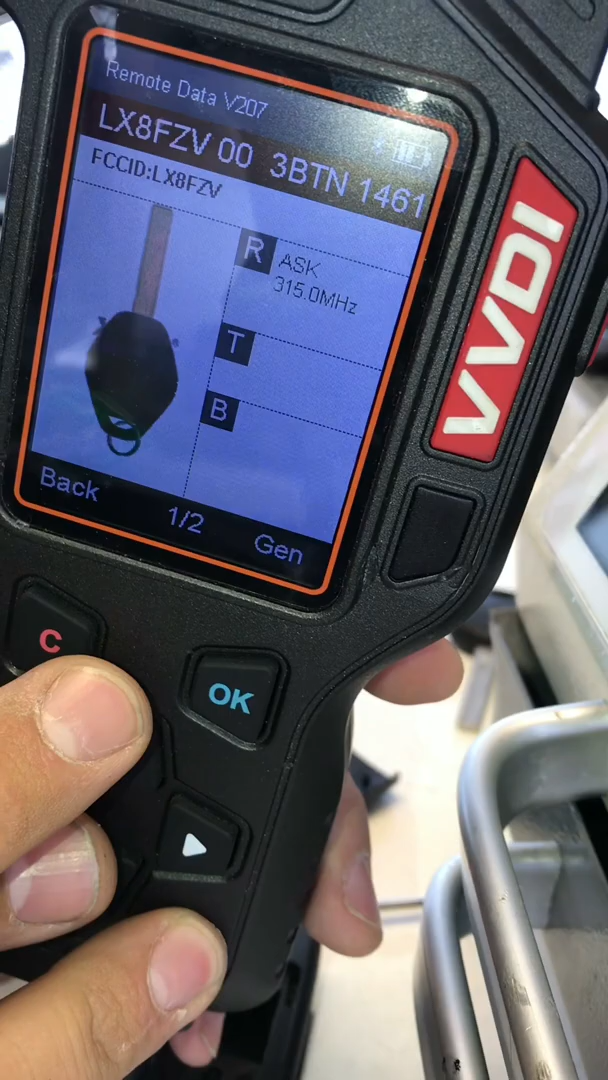 Remote Data V207
LX8FZV 00 3BTN 1461
FCCID:LX8FZV
R ASK
315.0MHz
T
B
Back 1/2 Gen
VVDI
C
OK